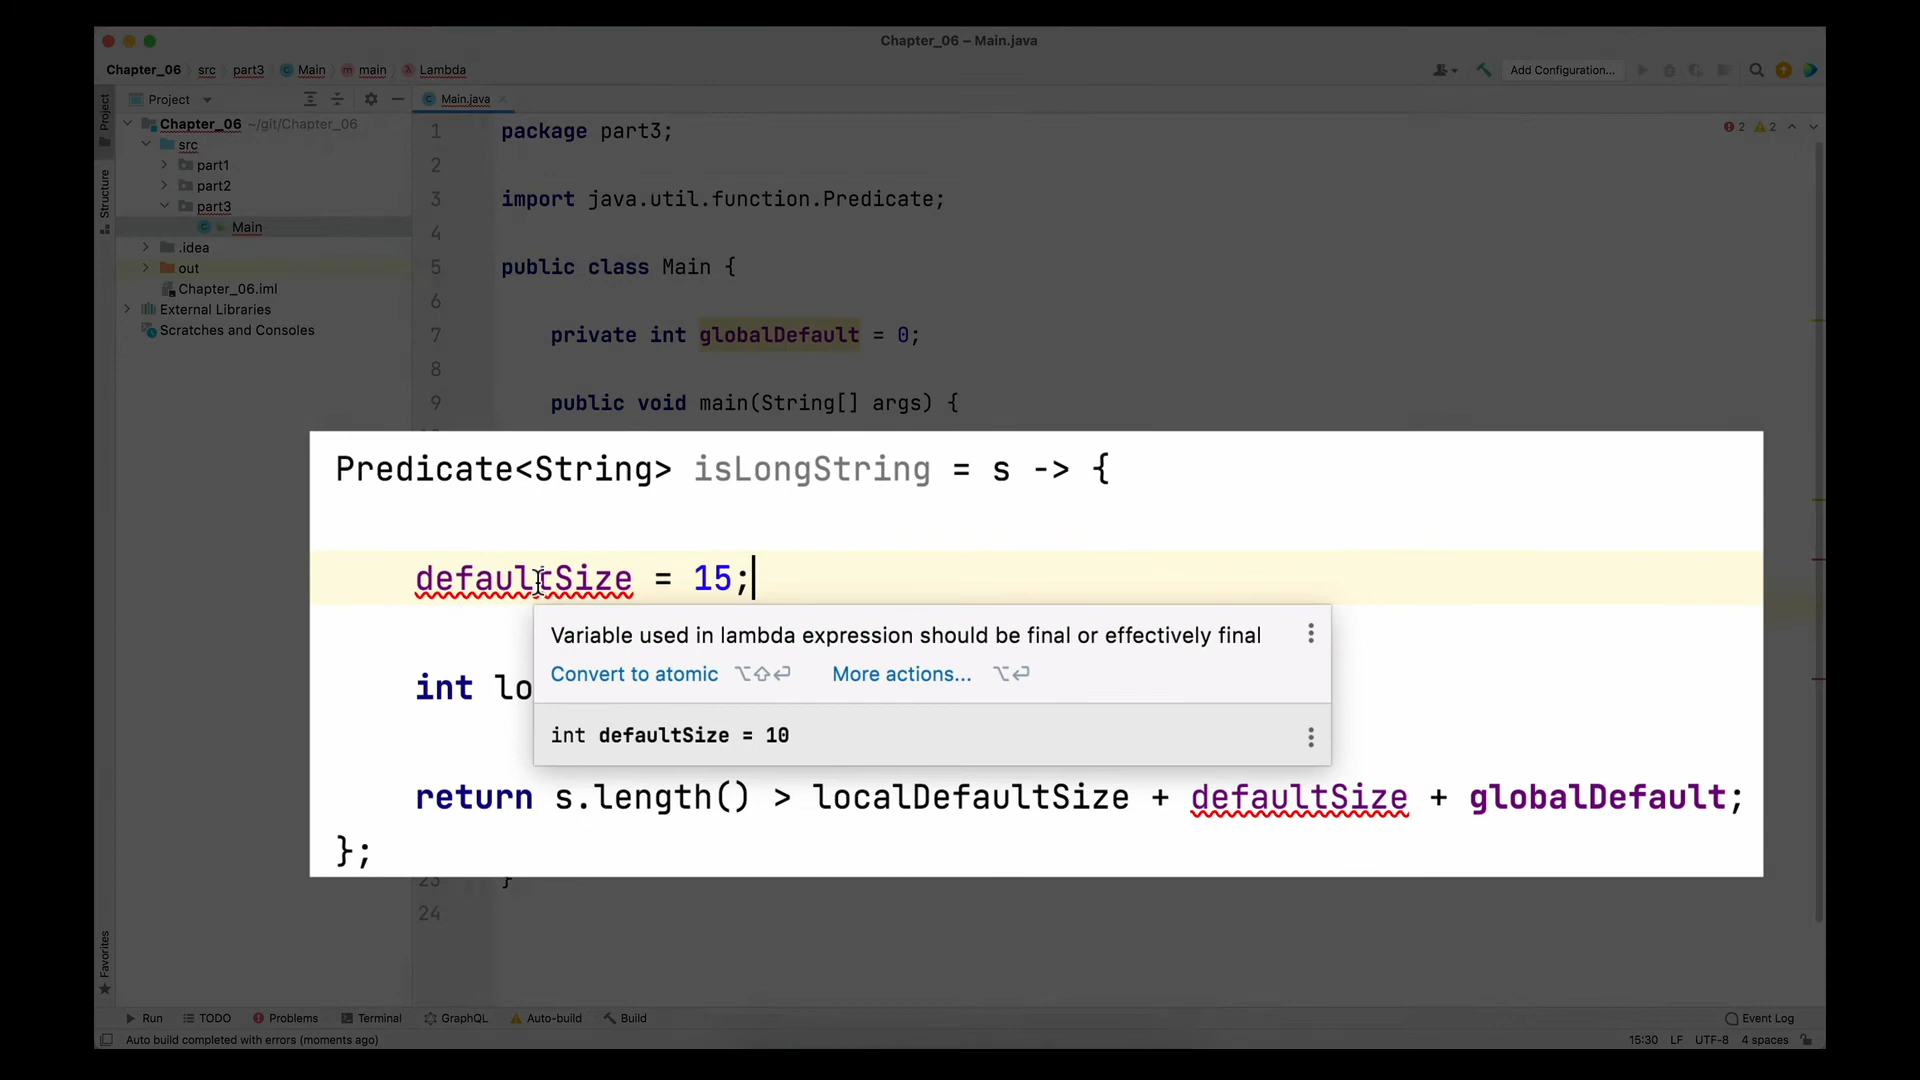 Chapter_06 – Main.java
Chapter_06 src part3 Main main Lambda
Add Configuration...
Project
Main.java
Project
Structure
Favorites
Chapter_06 ~/git/Chapter_06
src
part1
part2
part3
Main
.idea
out
Chapter_06.iml
External Libraries
Scratches and Consoles
2 2
1 package part3;
2
3 import java.util.function.Predicate;
4
5 public class Main {
6
7 private int globalDefault = 0;
8
9 public void main(String[] args) {
Predicate<String> isLongString = s -> {
defaultSize = 15;
Variable used in lambda expression should be final or effectively final
Convert to atomic ⌥⇧⏎ More actions... ⌥⏎
int lo
int defaultSize = 10
return s.length() > localDefaultSize + defaultSize + globalDefault;
};
23 }
24
Run TODO Problems Terminal GraphQL Auto-build Build Event Log
Auto build completed with errors (moments ago) 15:30 LF UTF-8 4 spaces